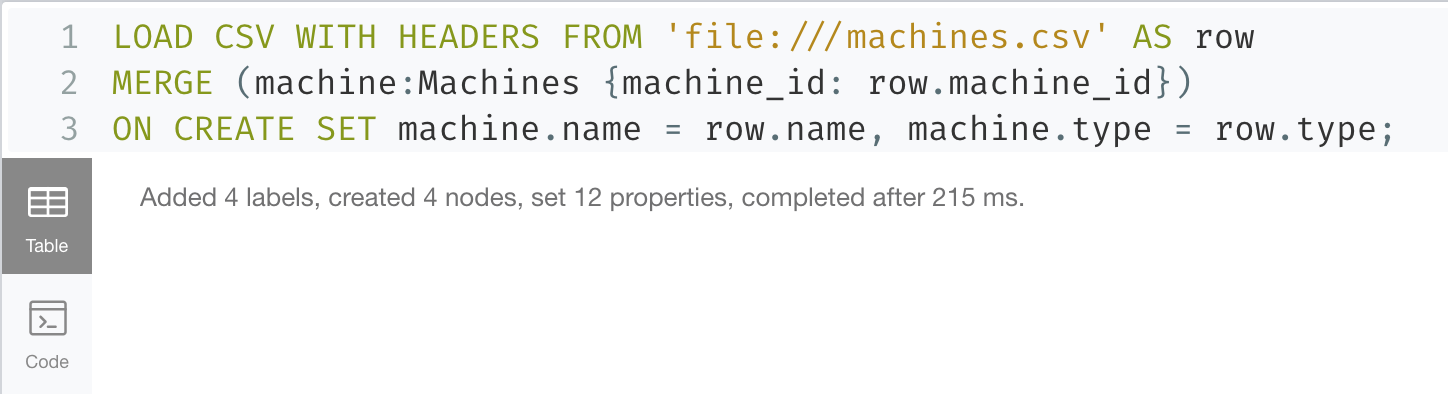 1 LOAD CSV WITH HEADERS FROM 'file:///machines.csv' AS row
2 MERGE (machine:Machines {machine_id: row.machine_id})
3 ON CREATE SET machine.name = row.name, machine.type = row.type;
Added 4 labels, created 4 nodes, set 12 properties, completed after 215 ms.
Table
Code